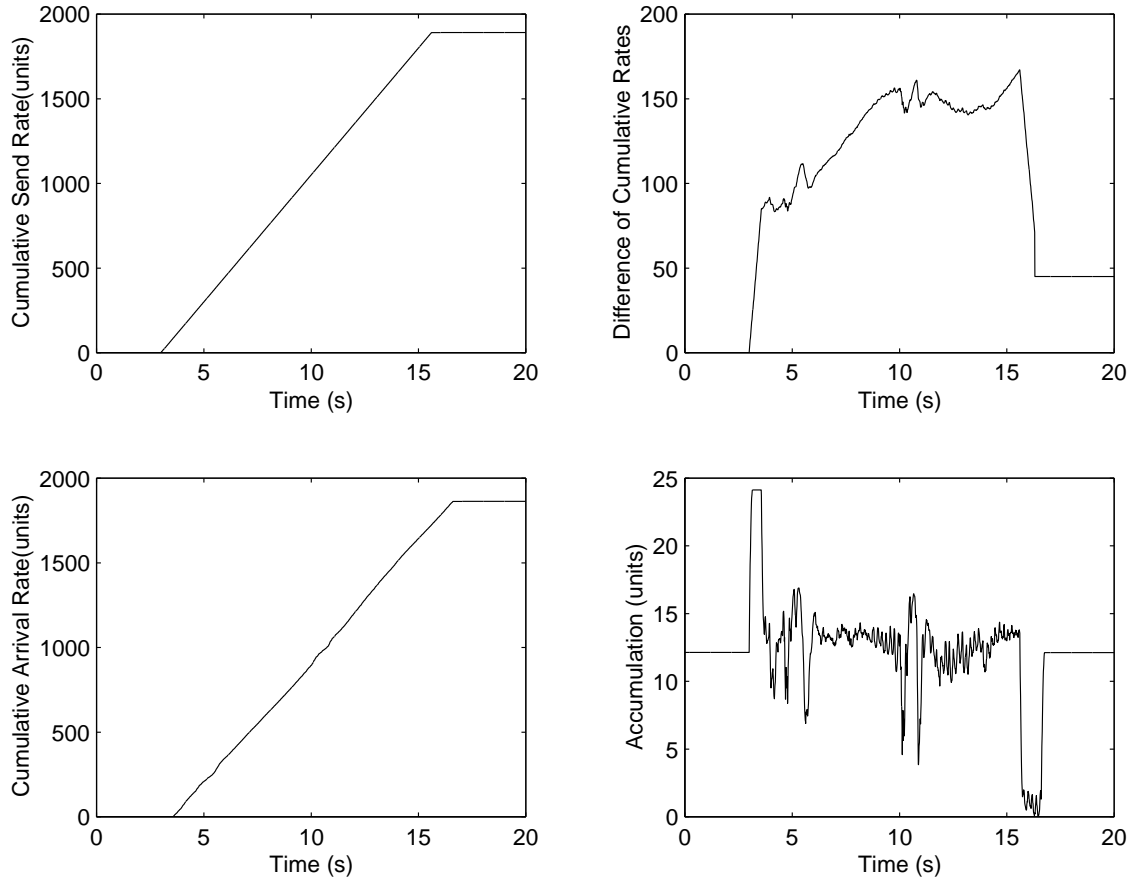 Cumulative Send Rate(units)
2000
1500
1000
500
0
0 5 10 15 20
Time (s)
Difference of Cumulative Rates
200
150
100
50
0
0 5 10 15 20
Time (s)
Cumulative Arrival Rate(units)
2000
1500
1000
500
0
0 5 10 15 20
Time (s)
Accumulation (units)
25
20
15
10
5
0
0 5 10 15 20
Time (s)